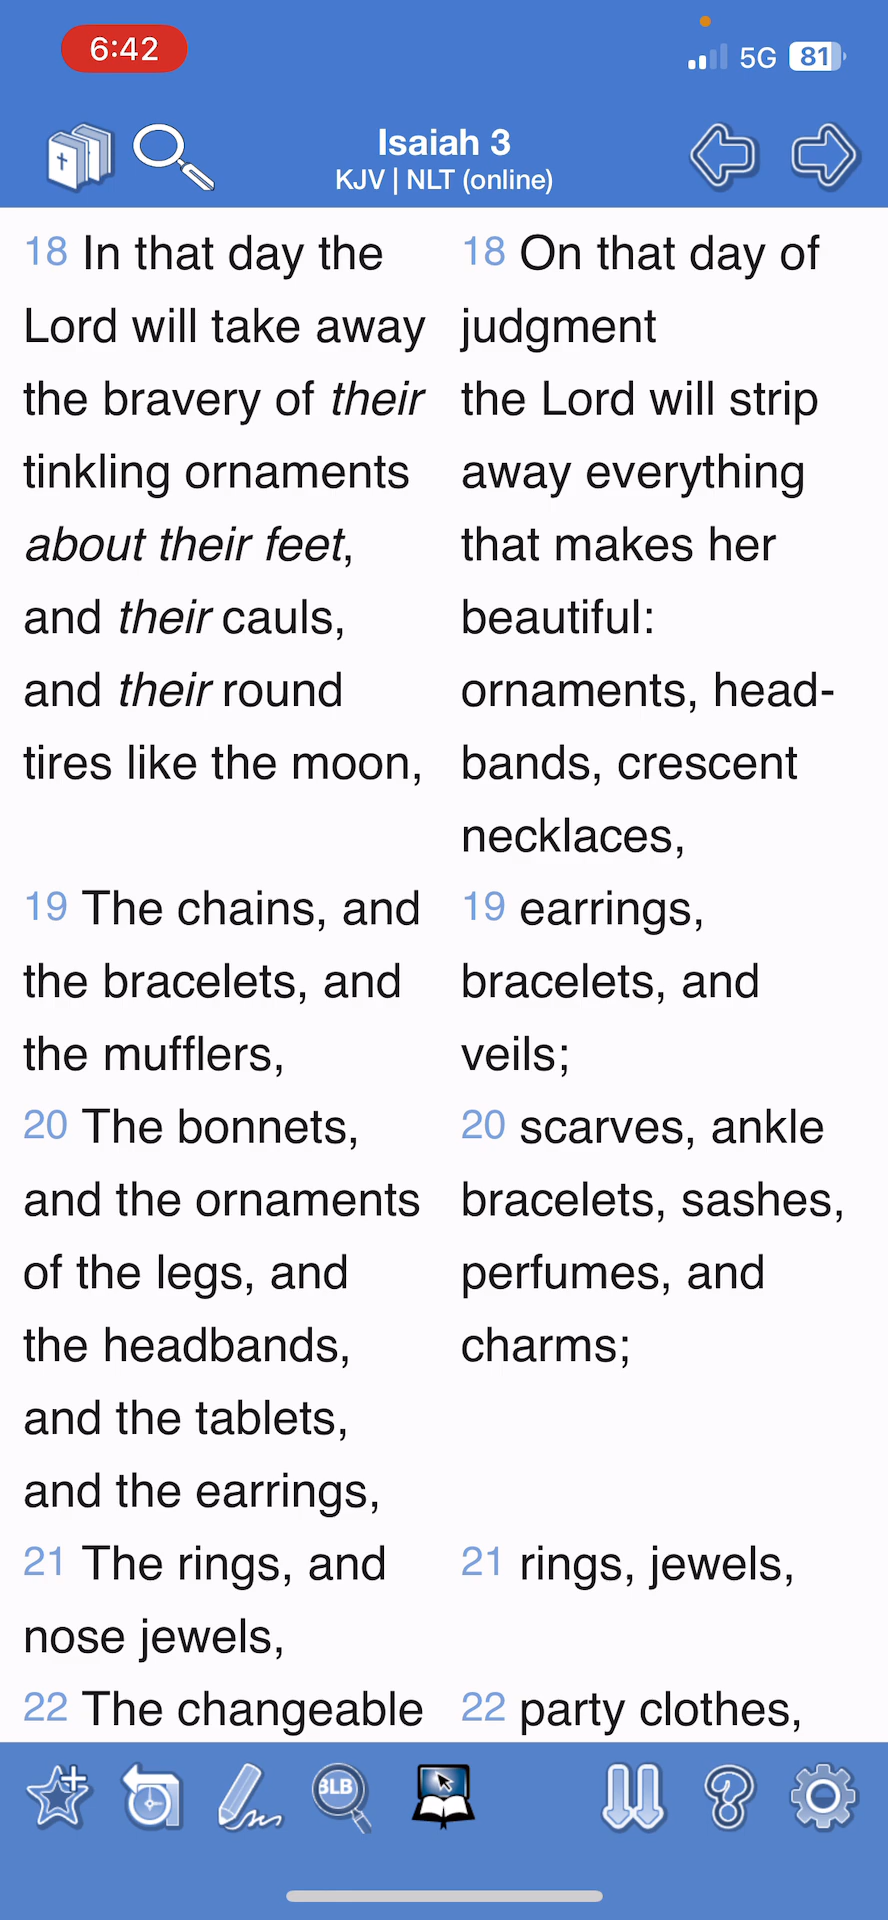 6:42
5G 81
Isaiah 3
KJV | NLT (online)
18 In that day the
Lord will take away
the bravery of their
tinkling ornaments
about their feet,
and their cauls,
and their round
tires like the moon,
18 On that day of
judgment
the Lord will strip
away everything
that makes her
beautiful:
ornaments, head-
bands, crescent
necklaces,
19 The chains, and
the bracelets, and
the mufflers,
19 earrings,
bracelets, and
veils;
20 The bonnets,
and the ornaments
of the legs, and
the headbands,
and the tablets,
and the earrings,
20 scarves, ankle
bracelets, sashes,
perfumes, and
charms;
21 The rings, and
nose jewels,
21 rings, jewels,
22 The changeable
22 party clothes,
BLB